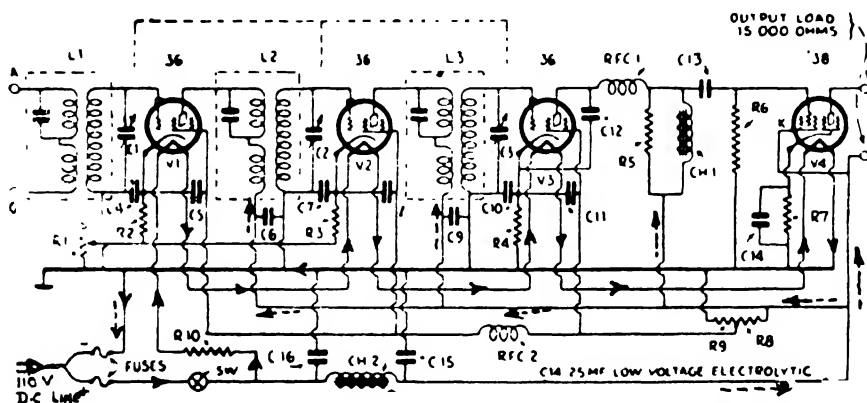 OUTPUT LOAD
15 000 OHMS
L1
36
L2
36
L3
36
RFC 1
C13
38
A
C1
V1
C2
V2
C3
V3
C12
R5
CH 1
R6
K
V4
C4
R2
C5
C6
C7
R3
C9
C10
R4
C11
C14
R7
R1
R10
C16
CH.2
C15
RFC 2
R9
R8
FUSES
SW
110 V
D-C LINE
+
C14 25 MF LOW VOLTAGE ELECTROLYTIC